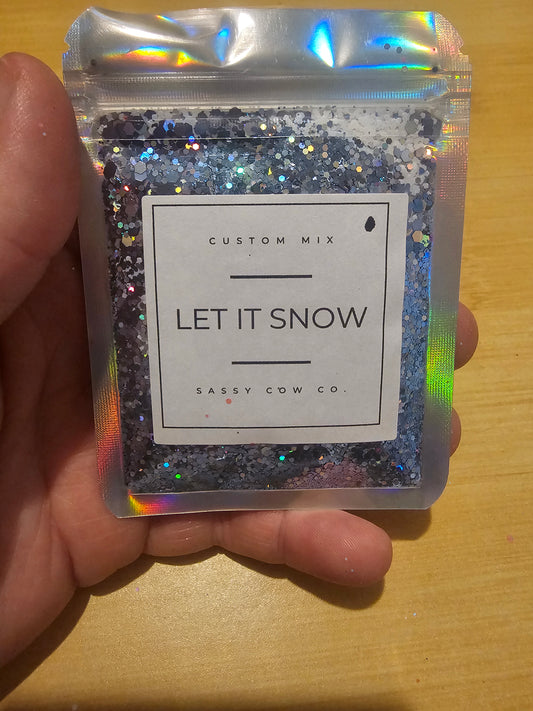 CUSTOM MIX
LET IT SNOW
SASSY COW CO.